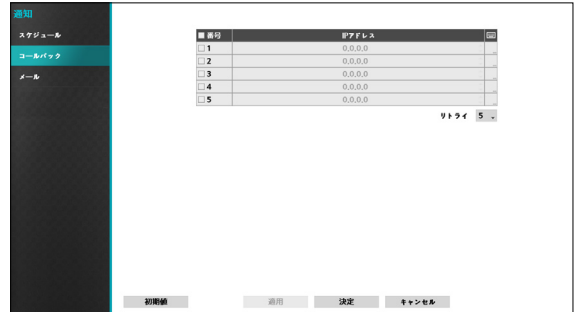 通知
スケジュール
コールバック
メール
番号 IPアドレス
1 0.0.0.0
2 0.0.0.0
3 0.0.0.0
4 0.0.0.0
5 0.0.0.0
リトライ 5
初期値 適用 決定 キャンセル